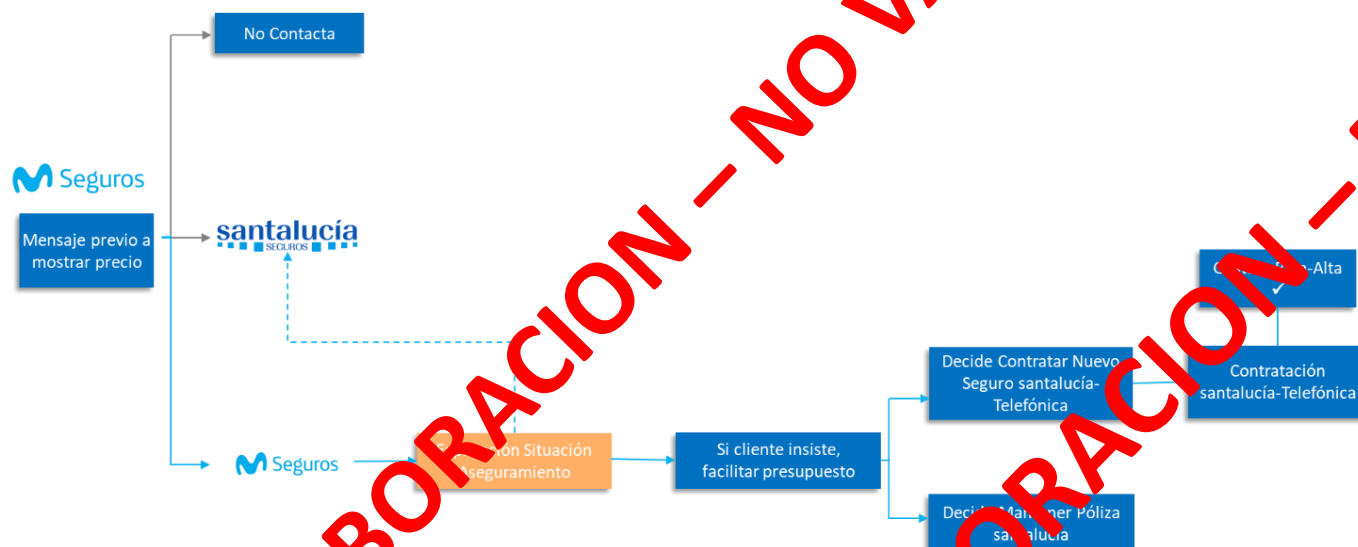 No Contacta
Seguros
Mensaje previo a
mostrar precio
santalucía
SEGUROS
Seguros
Situación
Aseguramiento
Si cliente insiste,
facilitar presupuesto
Decide Contratar Nuevo
Seguro santalucía-
Telefónica
-Alta
✓
Contratación
santalucía-Telefónica
Póliza
santalucía
BORACION – NO V
ORACION –